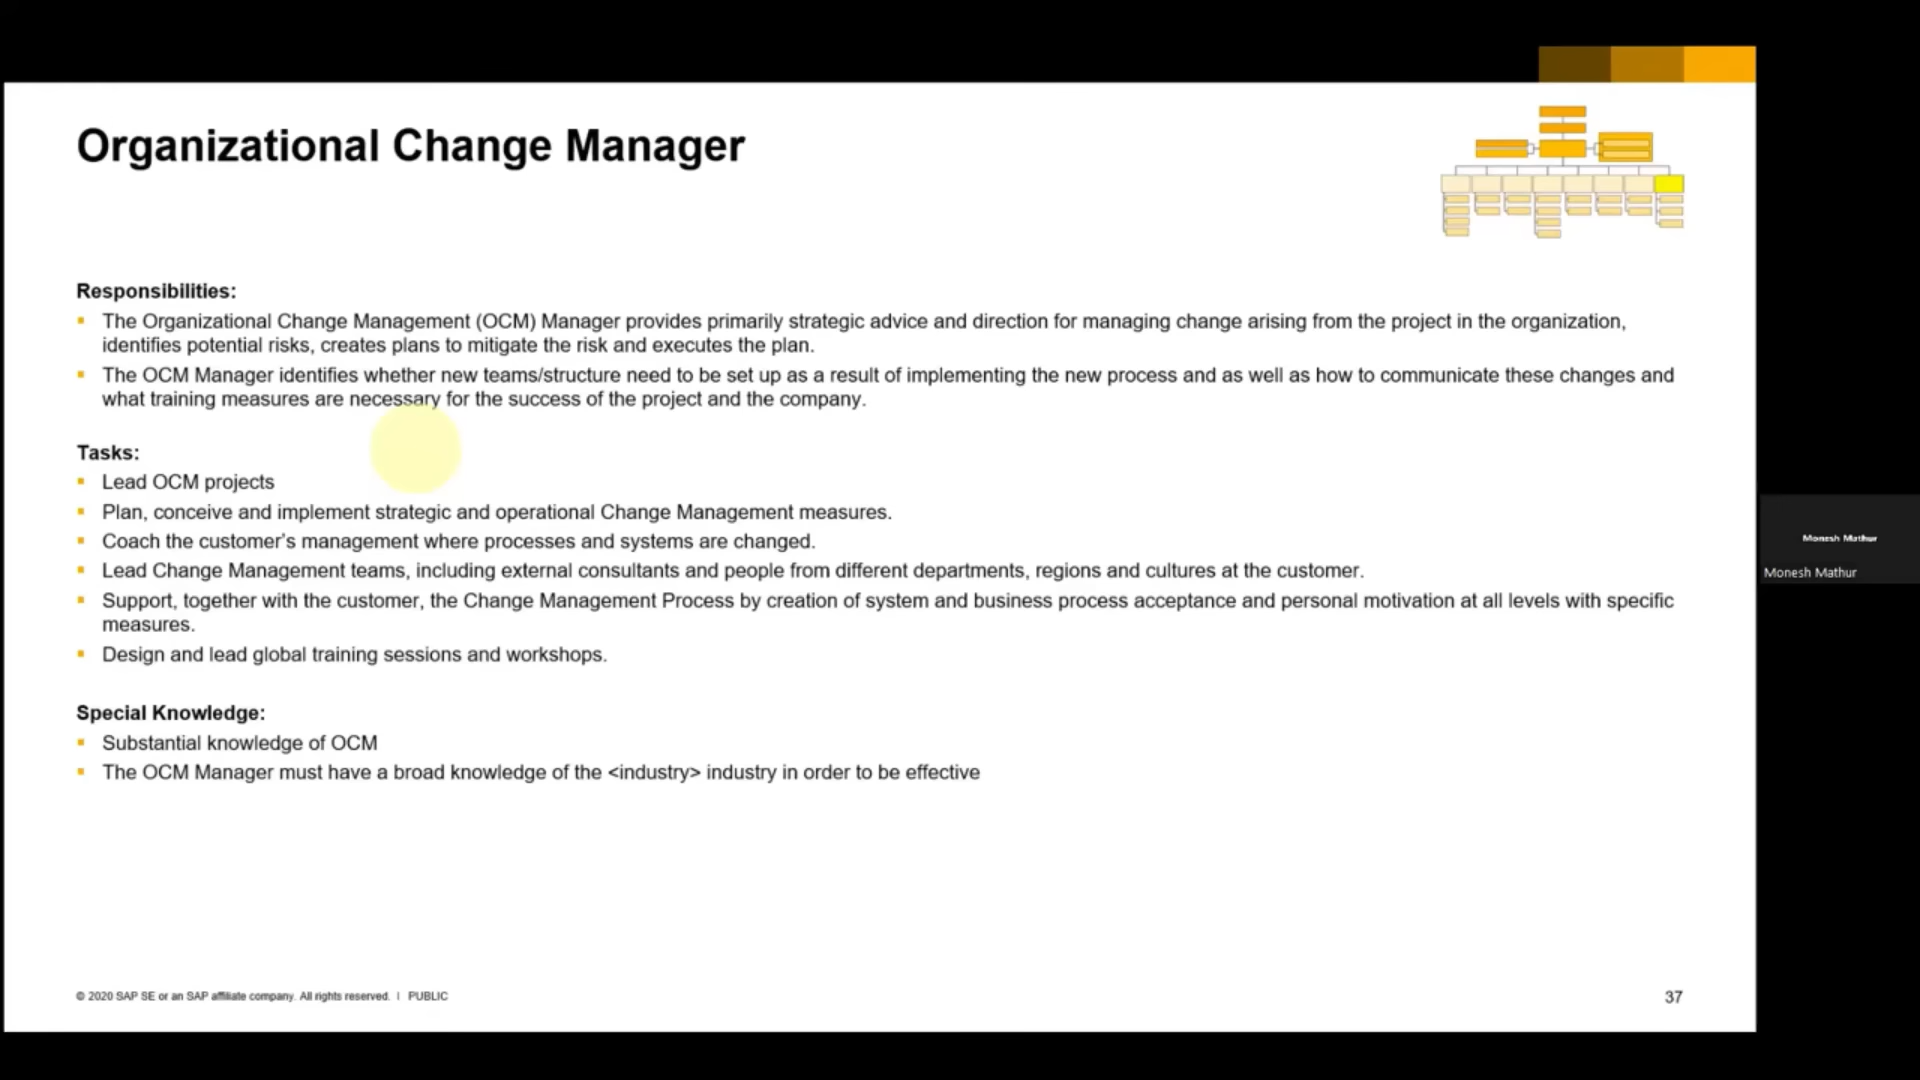 Organizational Change Manager
Responsibilities:
The Organizational Change Management (OCM) Manager provides primarily strategic advice and direction for managing change arising from the project in the organization,
identifies potential risks, creates plans to mitigate the risk and executes the plan.
The OCM Manager identifies whether new teams/structure need to be set up as a result of implementing the new process and as well as how to communicate these changes and
what training measures are necessary for the success of the project and the company.
Tasks:
Lead OCM projects
Plan, conceive and implement strategic and operational Change Management measures.
Coach the customer's management where processes and systems are changed.
Lead Change Management teams, including external consultants and people from different departments, regions and cultures at the customer.
Support, together with the customer, the Change Management Process by creation of system and business process acceptance and personal motivation at all levels with specific
measures.
Design and lead global training sessions and workshops.
Special Knowledge:
Substantial knowledge of OCM
The OCM Manager must have a broad knowledge of the <industry> industry in order to be effective
© 2020 SAP SE or an SAP affiliate company. All rights reserved. | PUBLIC
37
Monesh Mathur
Monesh Mathur